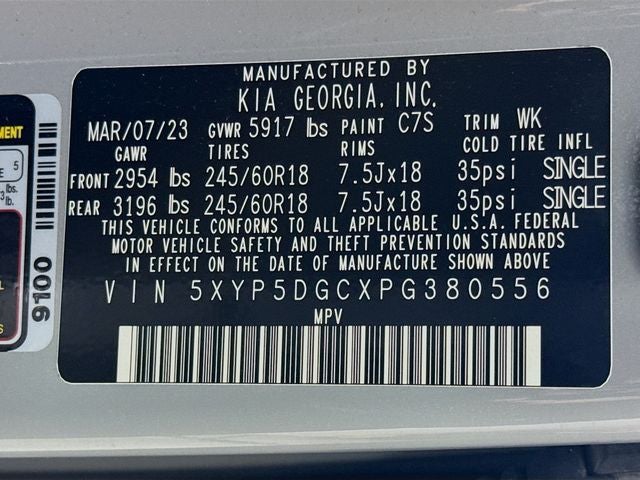 MANUFACTURED BY
KIA GEORGIA, INC.
MAR/07/23 GVWR 5917 lbs PAINT C7S TRIM WK
GAWR TIRES RIMS COLD TIRE INFL
FRONT 2954 lbs 245/60R18 7.5Jx18 35psi SINGLE
REAR 3196 lbs 245/60R18 7.5Jx18 35psi SINGLE
THIS VEHICLE CONFORMS TO ALL APPLICABLE U.S.A. FEDERAL
MOTOR VEHICLE SAFETY AND THEFT PREVENTION STANDARDS
IN EFFECT ON THE DATE OF MANUFACTURE SHOWN ABOVE
VIN 5XYP5DGCXPG380556
MPV
9100
5
lbs.
lb.